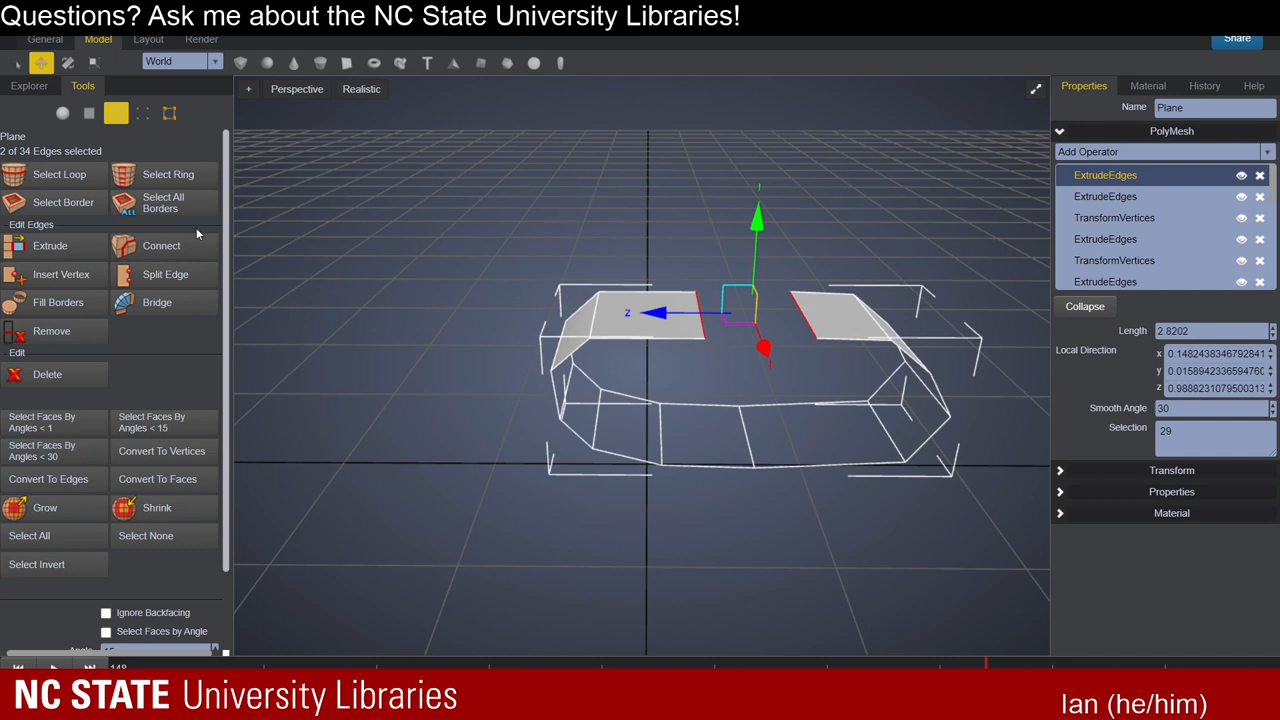 Questions? Ask me about the NC State University Libraries!
General Model Layout Render
Share
World
Explorer Tools
+ Perspective Realistic
Properties Material History Help
Name Plane
PolyMesh
Plane
2 of 34 Edges selected
Add Operator
Select Loop Select Ring
ExtrudeEdges
Select Border Select All Borders
ExtrudeEdges
Edit Edges
TransformVertices
Extrude Connect
ExtrudeEdges
Insert Vertex Split Edge
TransformVertices
Fill Borders Bridge
ExtrudeEdges
Remove
Collapse
z
Length 2.8202
Edit
Local Direction x 0.1482438346792841
Delete
y 0.0158942336594760
z 0.9888231079500313
Smooth Angle 30
Select Faces By Angles < 1 Select Faces By Angles < 15
Selection 29
Select Faces By Angles < 30 Convert To Vertices
Transform
Convert To Edges Convert To Faces
Properties
Grow Shrink
Material
Select All Select None
Select Invert
Ignore Backfacing
Select Faces by Angle
Angle 15
148
NC STATE University Libraries
Ian (he/him)